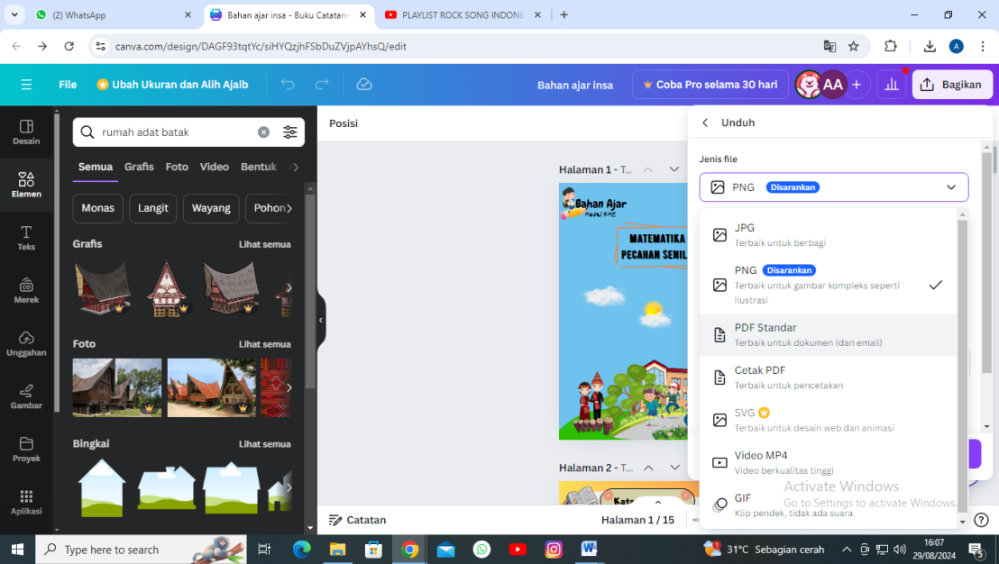 (2) WhatsApp
Bahan ajar insa - Buku Catatan-
PLAYLIST ROCK SONG INDONE
canva.com/design/DAGF93tqtYc/siHYQzjhFSbDuZVjpAYhsQ/edit
A
File
Ubah Ukuran dan Alih Ajaib
Bahan ajar insa
Coba Pro selama 30 hari
AA
Bagikan
Desain
Elemen
Teks
Merek
Unggahan
Gambar
Proyek
Aplikasi
rumah adat batak
Semua Grafis Foto Video Bentuk
Monas Langit Wayang Pohon
Grafis Lihat semua
Foto Lihat semua
Bingkai Lihat semua
Posisi
Halaman 1 - T...
Bahan Ajar
Model RME
MATEMATIKA
PECAHAN SENIL
Halaman 2 - T...
Kata
Catatan
Halaman 1 / 15
Unduh
Jenis file
PNG Disarankan
JPG
Terbaik untuk berbagi
PNG Disarankan
Terbaik untuk gambar kompleks seperti
ilustrasi
PDF Standar
Terbaik untuk dokumen (dan email)
Cetak PDF
Terbaik untuk pencetakan
SVG
Terbaik untuk desain web dan animasi
Video MP4
Video berkualitas tinggi
GIF
Klip pendek, tidak ada suara
Activate Windows
Go to Settings to activate Windows.
Type here to search
31°C Sebagian cerah
16:07
29/08/2024
5